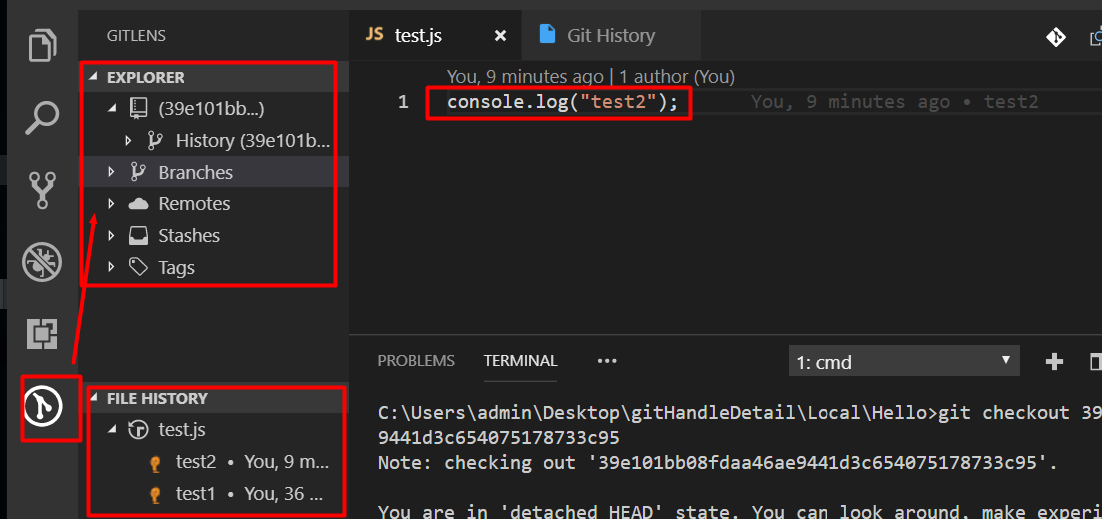 GITLENS
EXPLORER
(39e101bb...)
History (39e101b...
Branches
Remotes
Stashes
Tags
FILE HISTORY
test.js
test2 • You, 9 m...
test1 • You, 36 ...
JS test.js × Git History
You, 9 minutes ago | 1 author (You)
1 console.log("test2"); You, 9 minutes ago • test2
PROBLEMS TERMINAL ••• 1: cmd
C:\Users\admin\Desktop\gitHandleDetail\Local\Hello>git checkout 39
9441d3c654075178733c95
Note: checking out '39e101bb08fdaa46ae9441d3c654075178733c95'.
You are in 'detached HEAD' state. You can look around, make experi